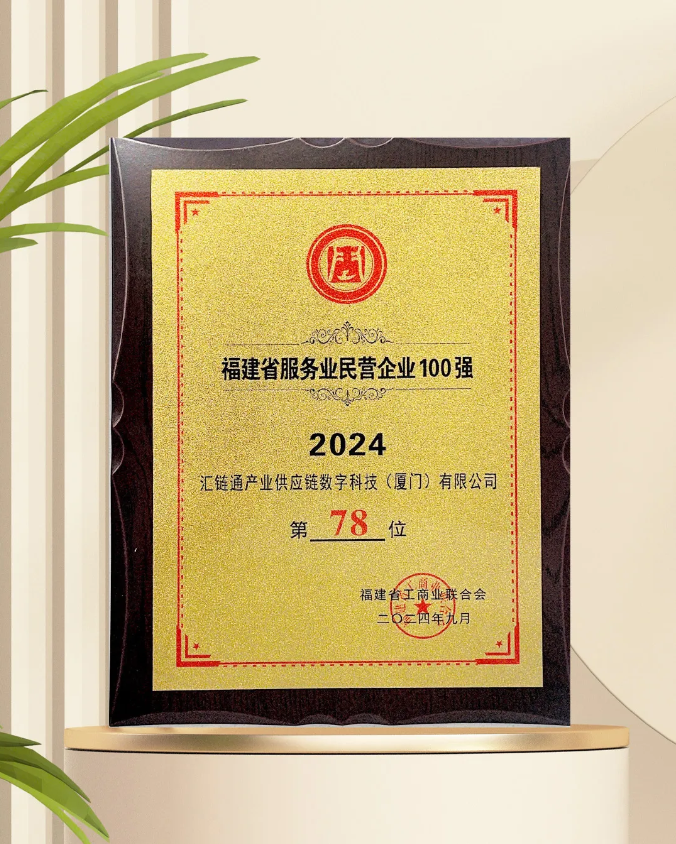 福建省服务业民营企业100强
2024
汇链通产业供应链数字科技（厦门）有限公司
第 78 位
福建省工商业联合会
二〇二四年九月